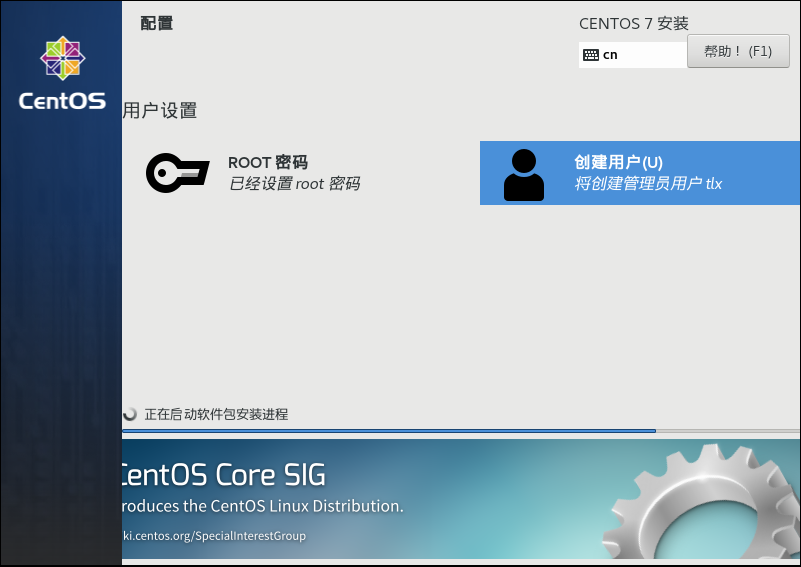 配置
CENTOS 7 安装
cn
帮助！ (F1)
CentOS
用户设置
ROOT 密码
已经设置 root 密码
创建用户(U)
将创建管理员用户 tlx
正在启动软件包安装进程
CentOS Core SIG
roduces the CentOS Linux Distribution.
ki.centos.org/SpecialInterestGroup